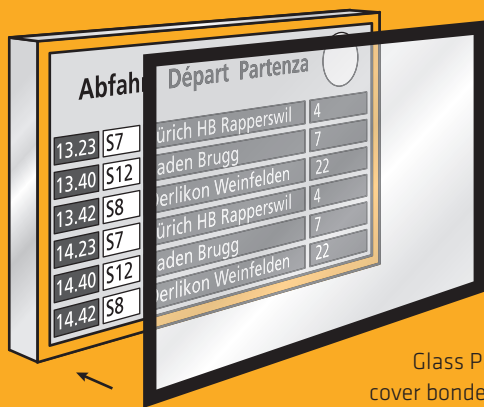 Abfahr Départ Partenza
13.23 S7 ürich HB Rapperswil 4
13.40 S12 aden Brugg 7
13.42 S8 Oerlikon Weinfelden 22
14.23 S7 ürich HB Rapperswil 4
14.40 S12 aden Brugg 7
14.42 S8 Oerlikon Weinfelden 22
Glass P
cover bonde